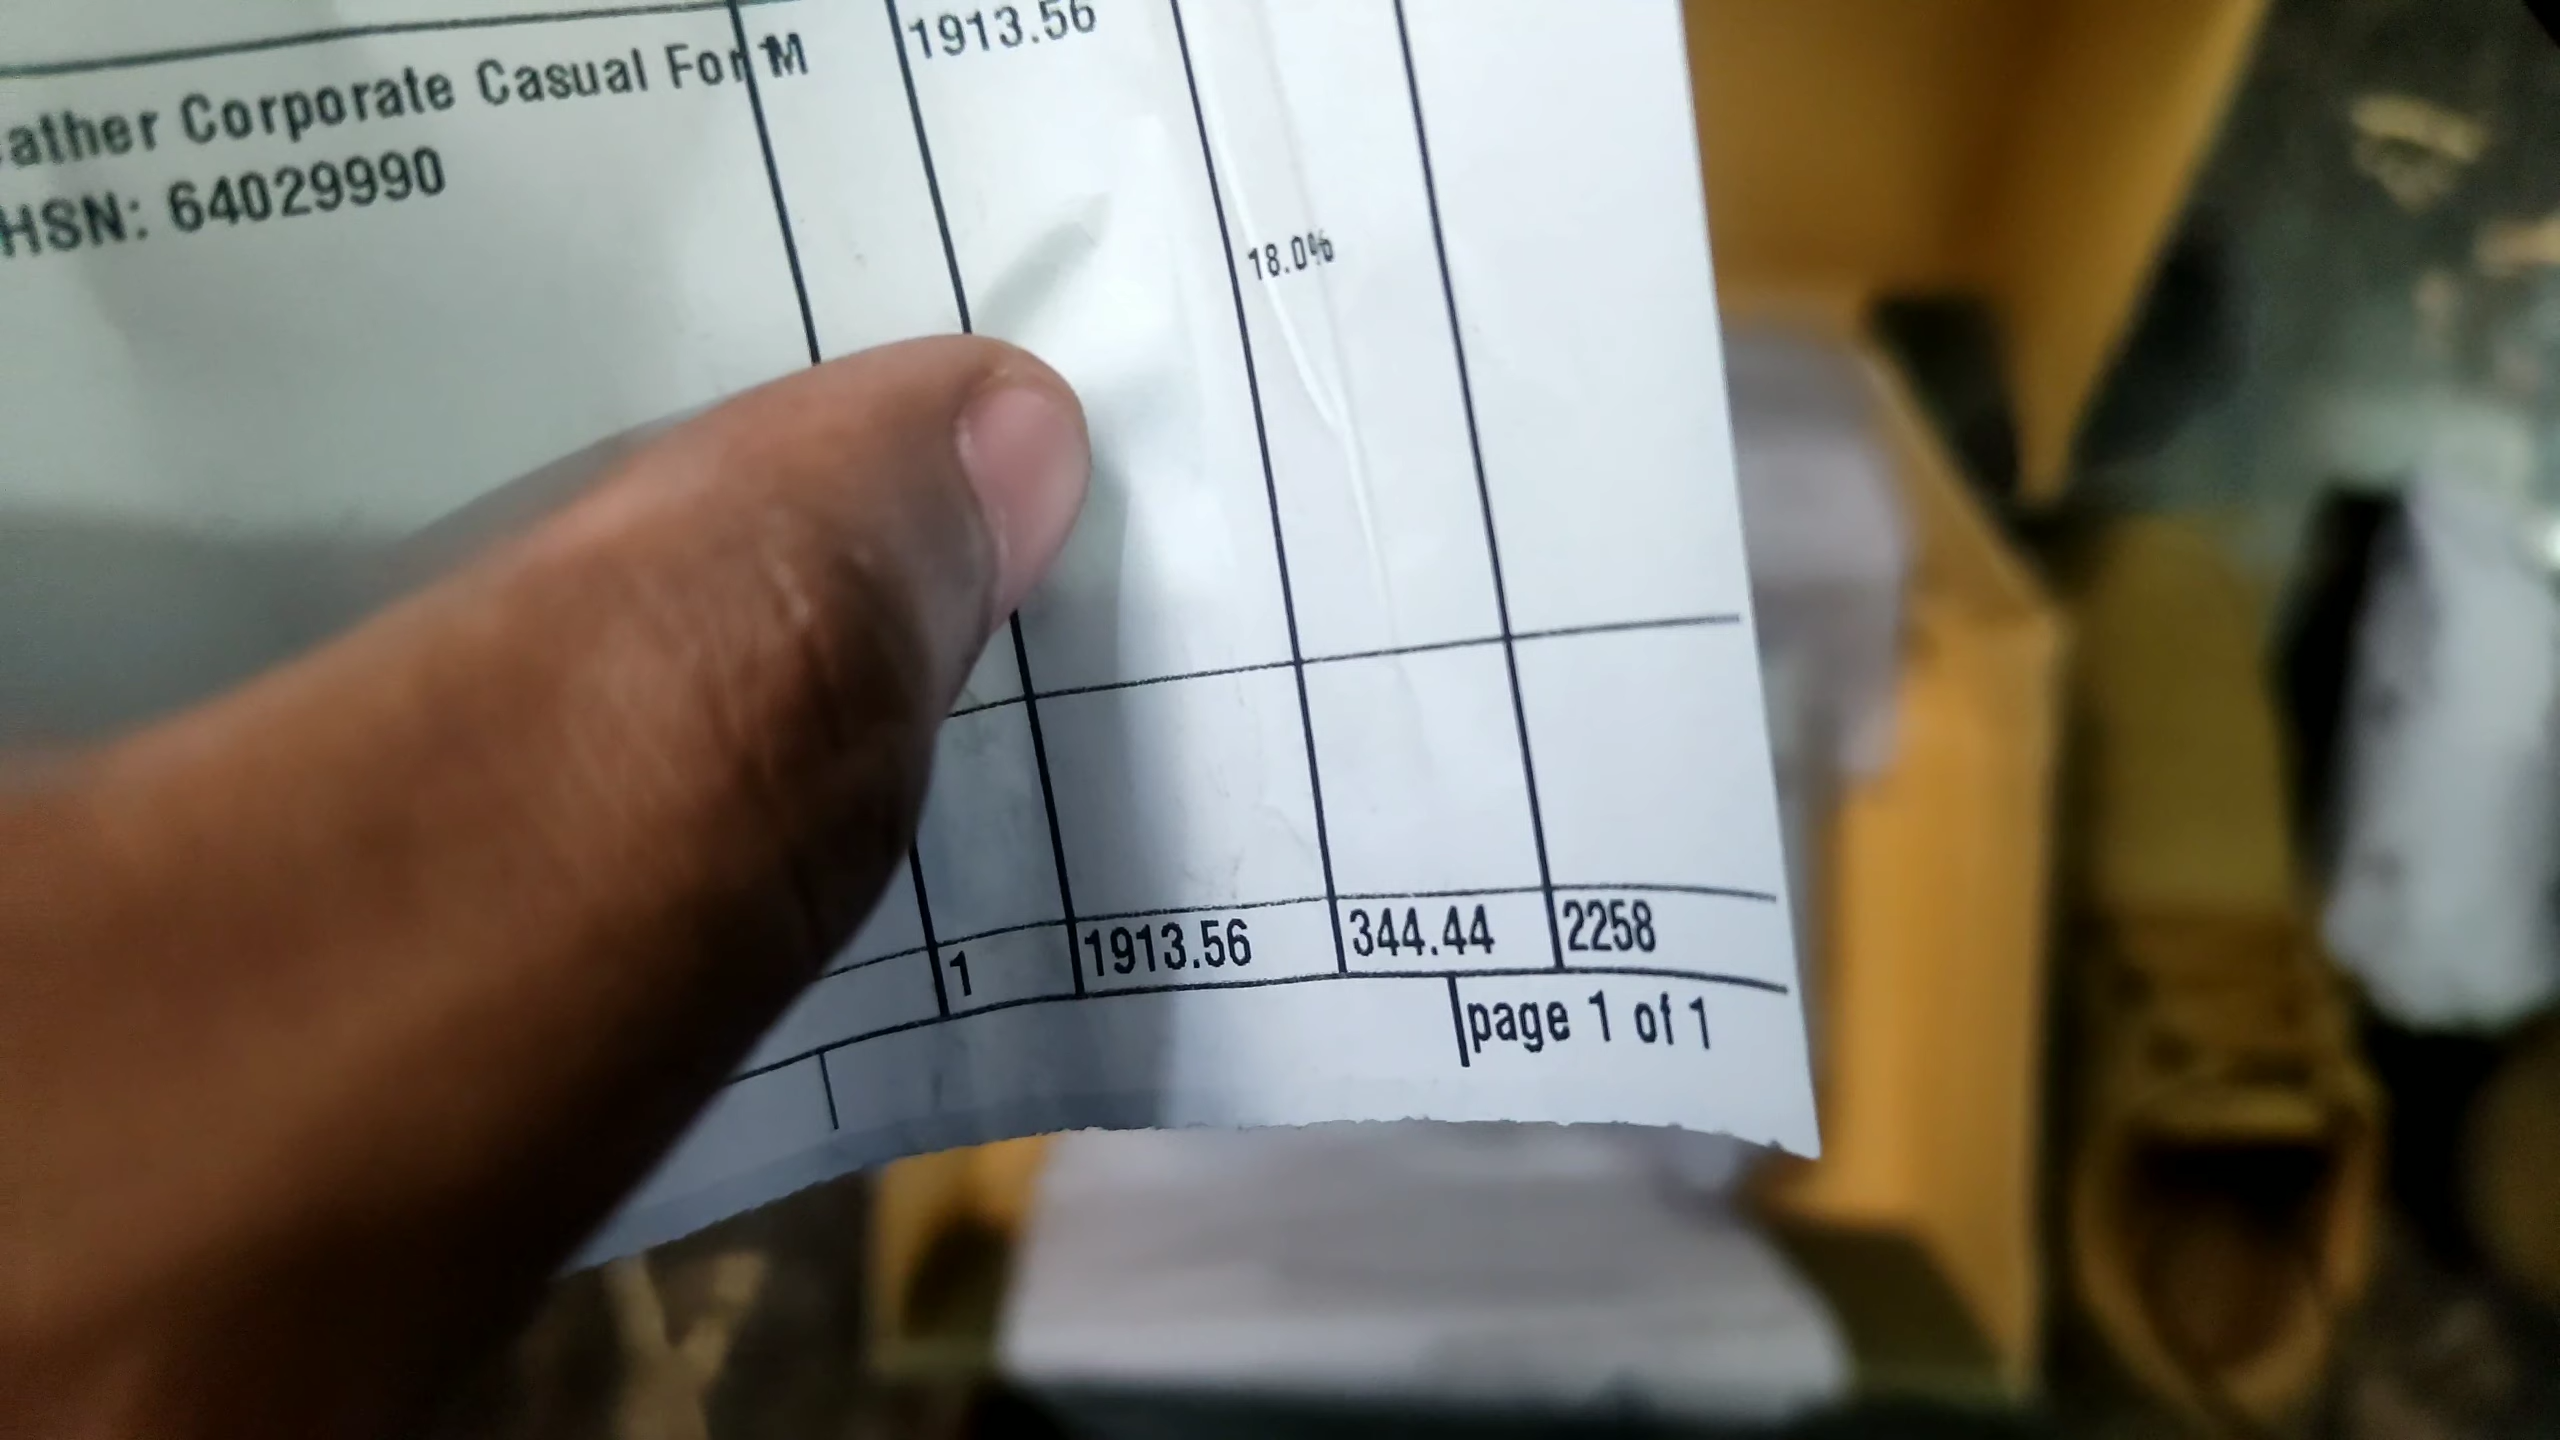 1913.56
ather Corporate Casual For M
1
HSN: 64029990
18.0%
1 1913.56 344.44 2258
page 1 of 1